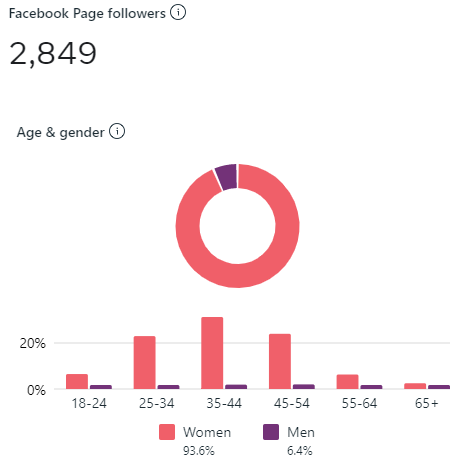 Facebook Page followers
2,849
Age & gender
20%
0%
18-24 25-34 35-44 45-54 55-64 65+
Women Men
93.6% 6.4%